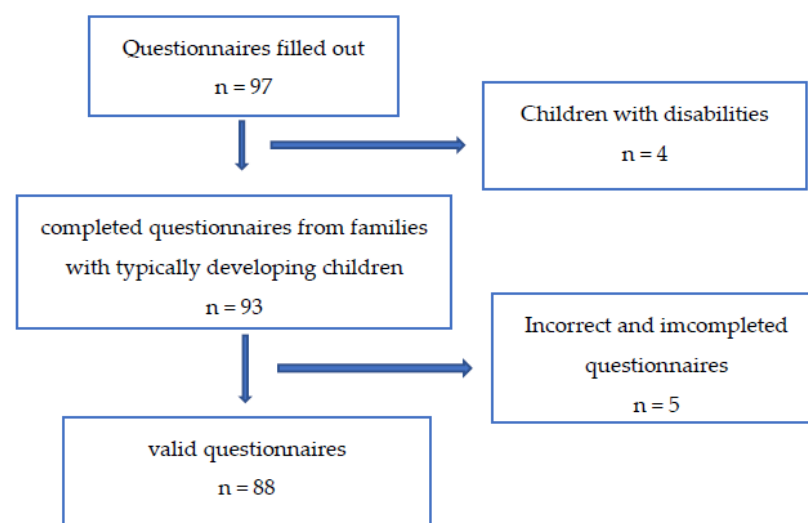 Questionnaires filled out
n = 97
Children with disabilities
n = 4
completed questionnaires from families
with typically developing children
n = 93
Incorrect and imcompleted
questionnaires
n = 5
valid questionnaires
n = 88